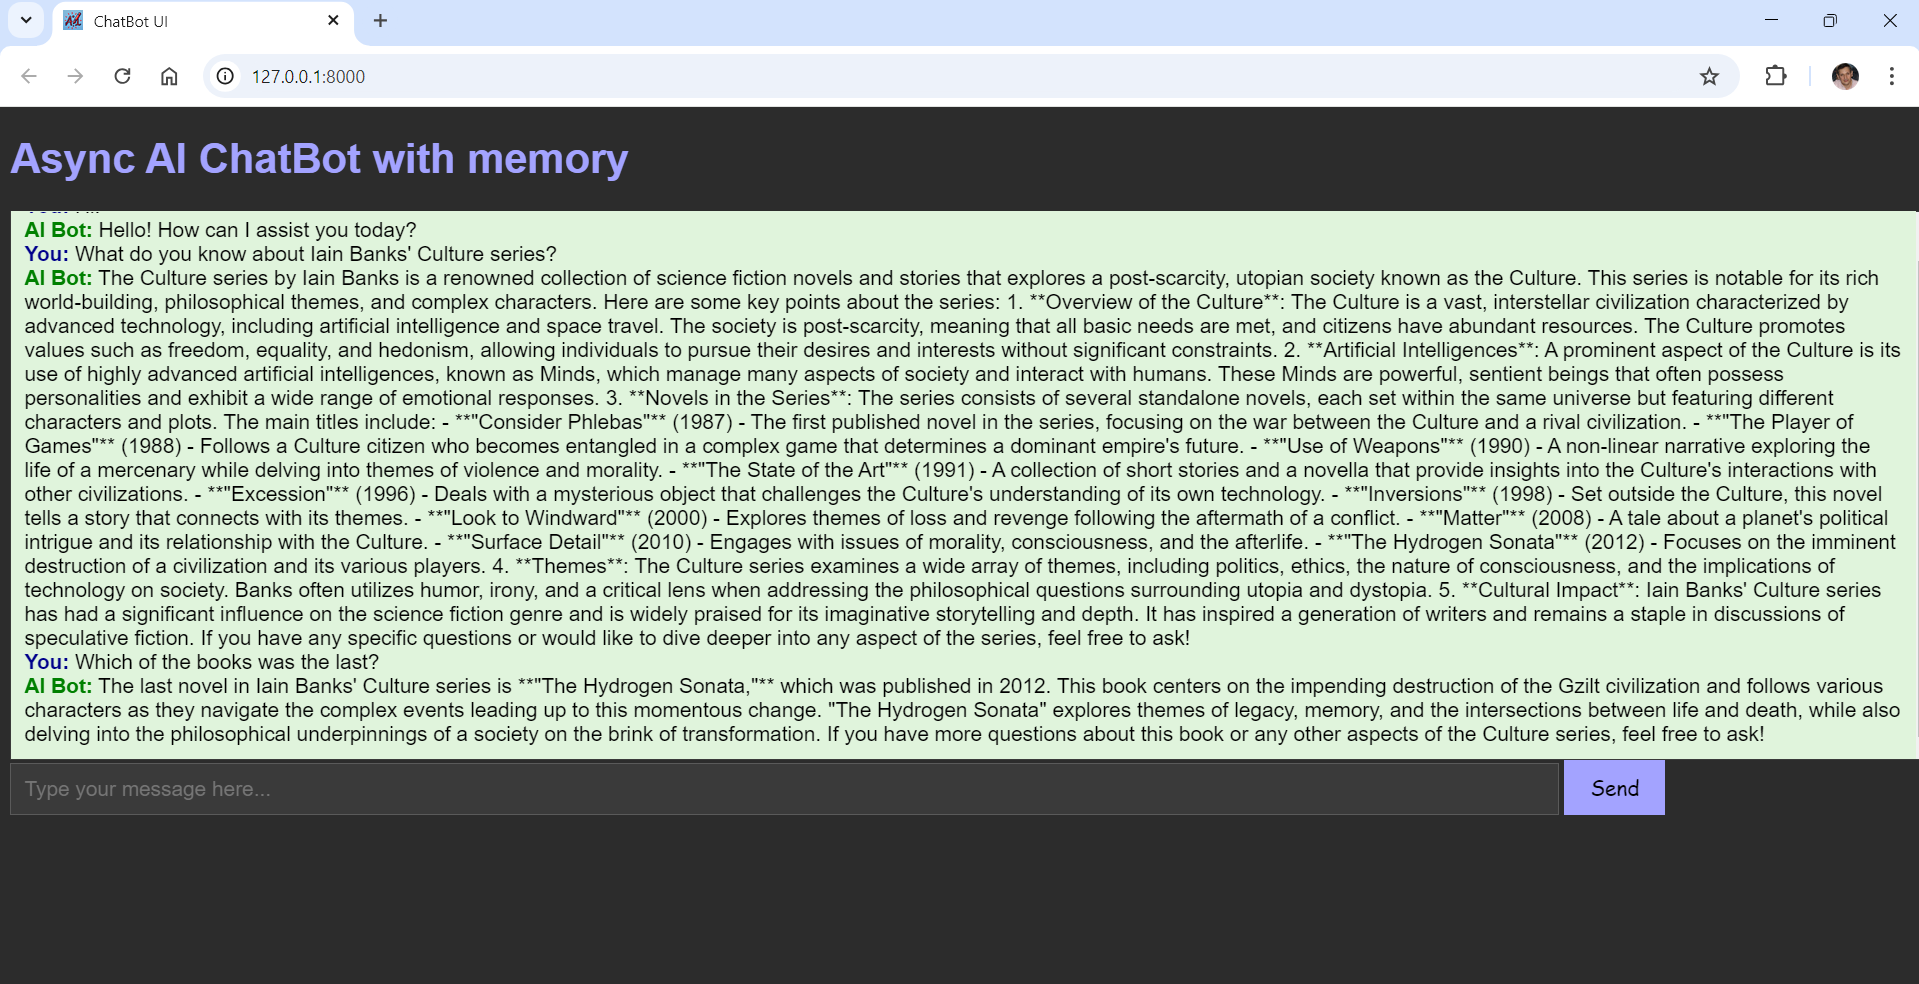 ChatBot UI
127.0.0.1:8000
Async AI ChatBot with memory
AI Bot: Hello! How can I assist you today?
You: What do you know about Iain Banks' Culture series?
AI Bot: The Culture series by Iain Banks is a renowned collection of science fiction novels and stories that explores a post-scarcity, utopian society known as the Culture. This series is notable for its rich
world-building, philosophical themes, and complex characters. Here are some key points about the series: 1. **Overview of the Culture**: The Culture is a vast, interstellar civilization characterized by
advanced technology, including artificial intelligence and space travel. The society is post-scarcity, meaning that all basic needs are met, and citizens have abundant resources. The Culture promotes
values such as freedom, equality, and hedonism, allowing individuals to pursue their desires and interests without significant constraints. 2. **Artificial Intelligences**: A prominent aspect of the Culture is its
use of highly advanced artificial intelligences, known as Minds, which manage many aspects of society and interact with humans. These Minds are powerful, sentient beings that often possess
personalities and exhibit a wide range of emotional responses. 3. **Novels in the Series**: The series consists of several standalone novels, each set within the same universe but featuring different
characters and plots. The main titles include: - **"Consider Phlebas"** (1987) - The first published novel in the series, focusing on the war between the Culture and a rival civilization. - **"The Player of
Games"** (1988) - Follows a Culture citizen who becomes entangled in a complex game that determines a dominant empire's future. - **"Use of Weapons"** (1990) - A non-linear narrative exploring the
life of a mercenary while delving into themes of violence and morality. - **"The State of the Art"** (1991) - A collection of short stories and a novella that provide insights into the Culture's interactions with
other civilizations. - **"Excession"** (1996) - Deals with a mysterious object that challenges the Culture's understanding of its own technology. - **"Inversions"** (1998) - Set outside the Culture, this novel
tells a story that connects with its themes. - **"Look to Windward"** (2000) - Explores themes of loss and revenge following the aftermath of a conflict. - **"Matter"** (2008) - A tale about a planet's political
intrigue and its relationship with the Culture. - **"Surface Detail"** (2010) - Engages with issues of morality, consciousness, and the afterlife. - **"The Hydrogen Sonata"** (2012) - Focuses on the imminent
destruction of a civilization and its various players. 4. **Themes**: The Culture series examines a wide array of themes, including politics, ethics, the nature of consciousness, and the implications of
technology on society. Banks often utilizes humor, irony, and a critical lens when addressing the philosophical questions surrounding utopia and dystopia. 5. **Cultural Impact**: Iain Banks' Culture series
has had a significant influence on the science fiction genre and is widely praised for its imaginative storytelling and depth. It has inspired a generation of writers and remains a staple in discussions of
speculative fiction. If you have any specific questions or would like to dive deeper into any aspect of the series, feel free to ask!
You: Which of the books was the last?
AI Bot: The last novel in Iain Banks' Culture series is **"The Hydrogen Sonata,"** which was published in 2012. This book centers on the impending destruction of the Gzilt civilization and follows various
characters as they navigate the complex events leading up to this momentous change. "The Hydrogen Sonata" explores themes of legacy, memory, and the intersections between life and death, while also
delving into the philosophical underpinnings of a society on the brink of transformation. If you have more questions about this book or any other aspects of the Culture series, feel free to ask!
Type your message here...
Send